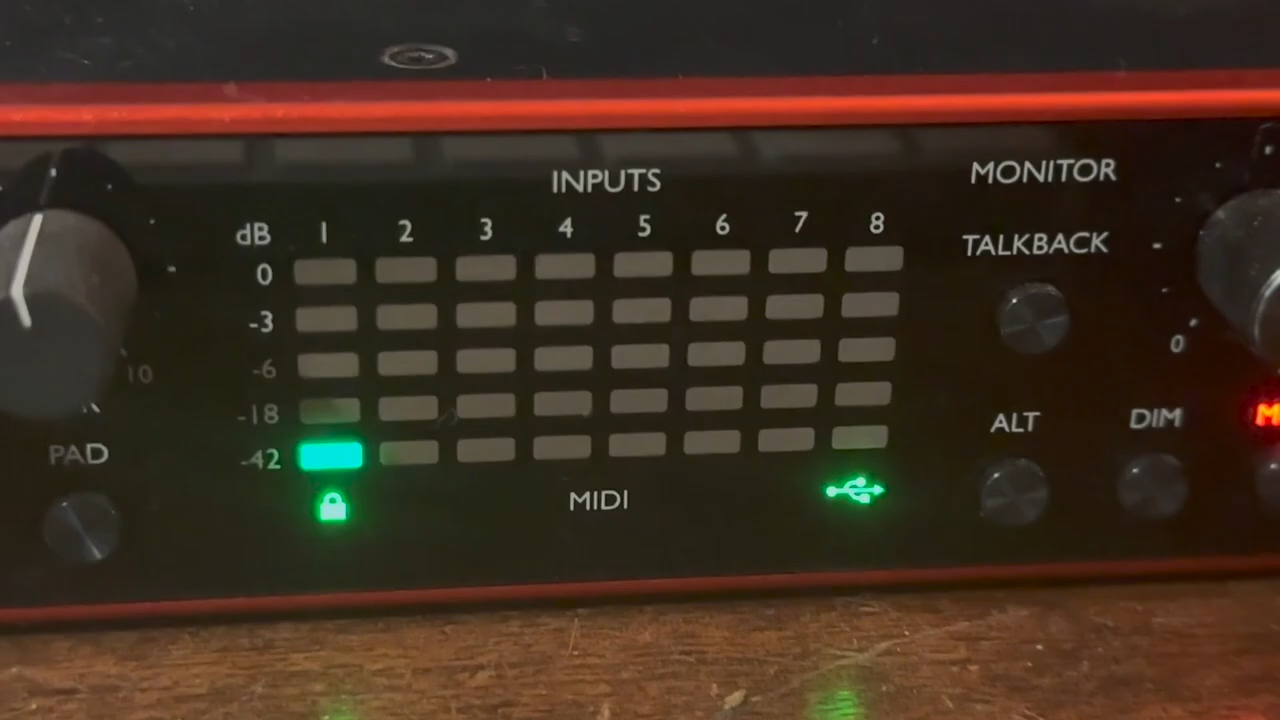 INPUTS
MONITOR
dB 1 2 3 4 5 6 7 8
TALKBACK
0
-3
-6
0
10
-18
ALT
DIM
PAD
-42
MIDI